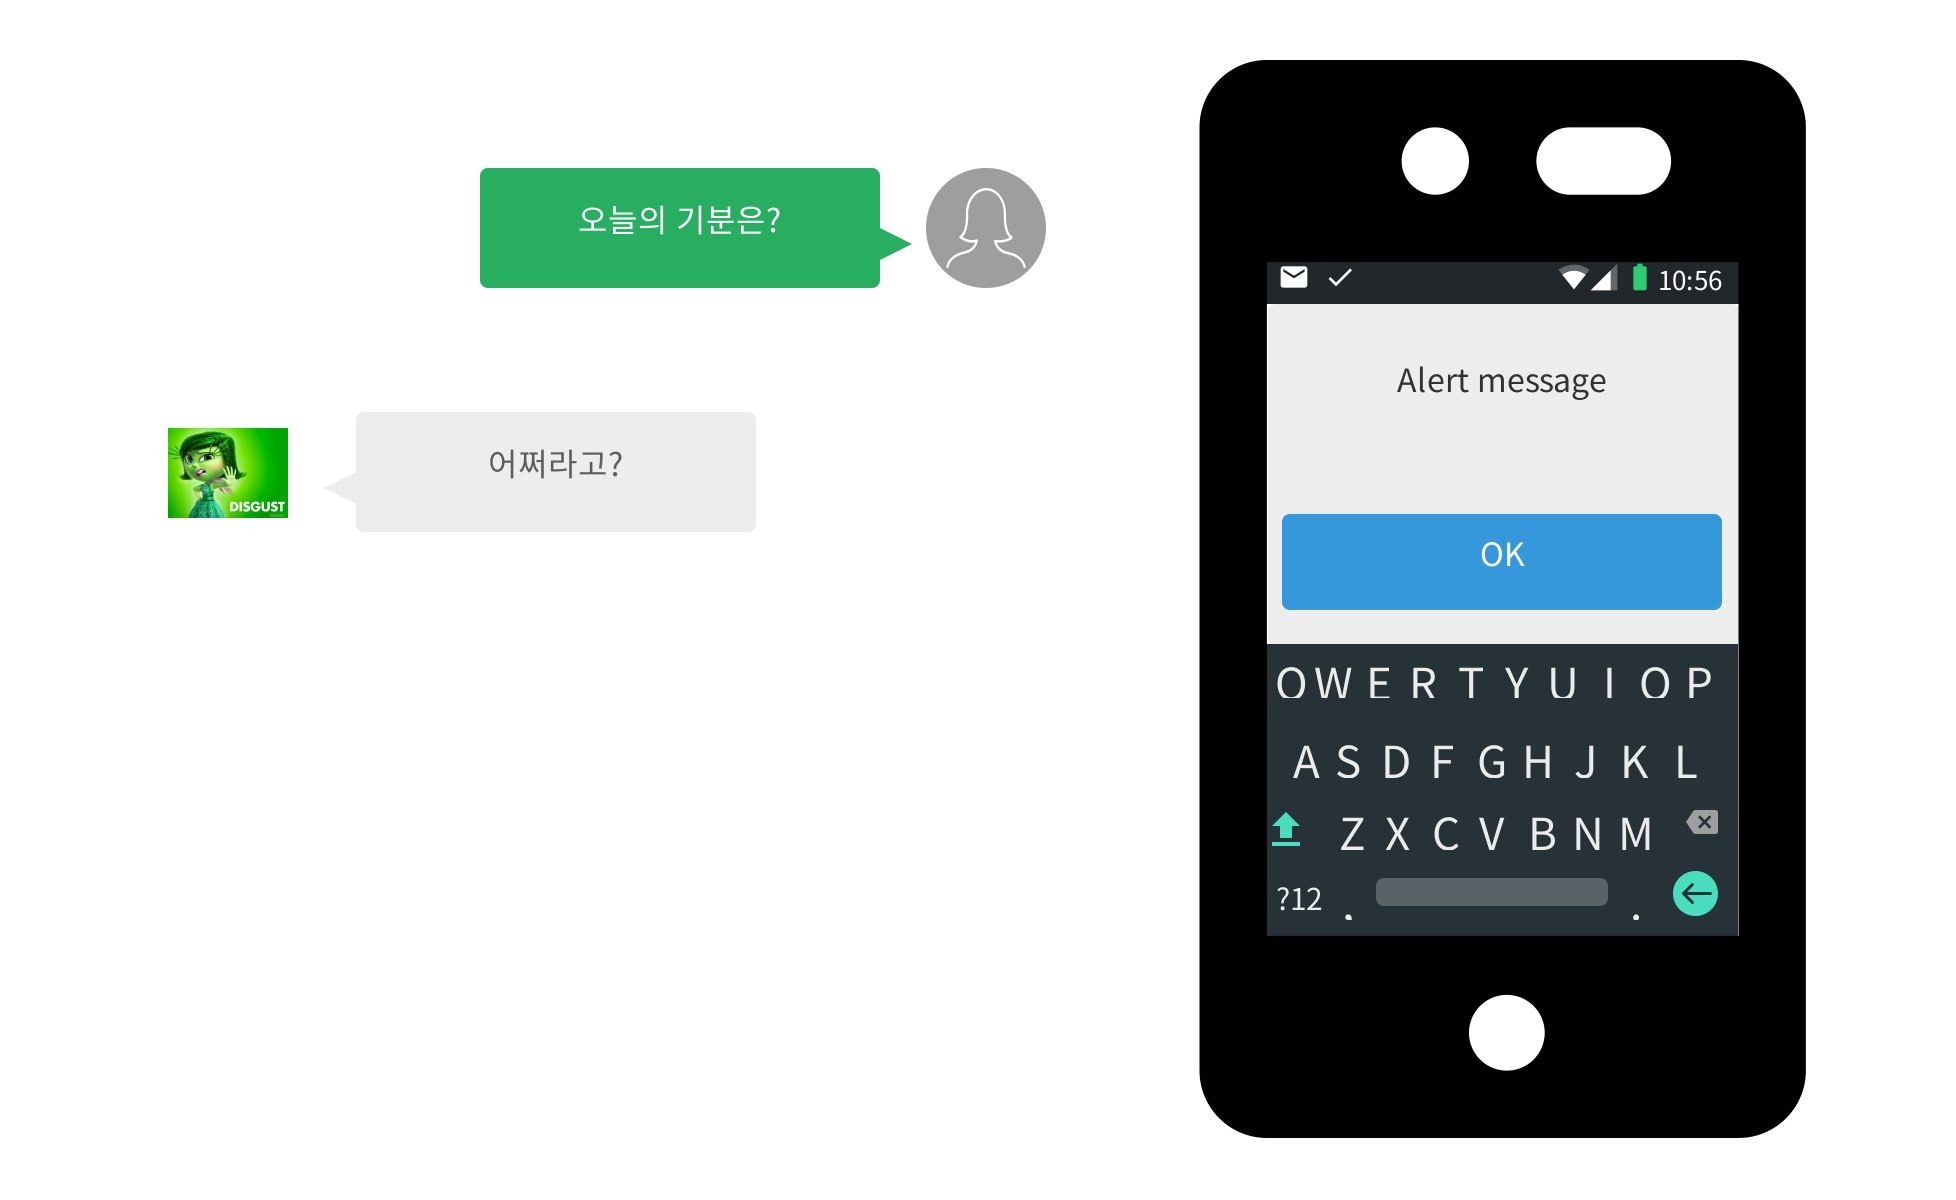 오늘의 기분은?
어쩌라고?
DISGUST
10:56
Alert message
OK
Q W E R T Y U I O P
A S D F G H J K L
Z X C V B N M
?12 , .